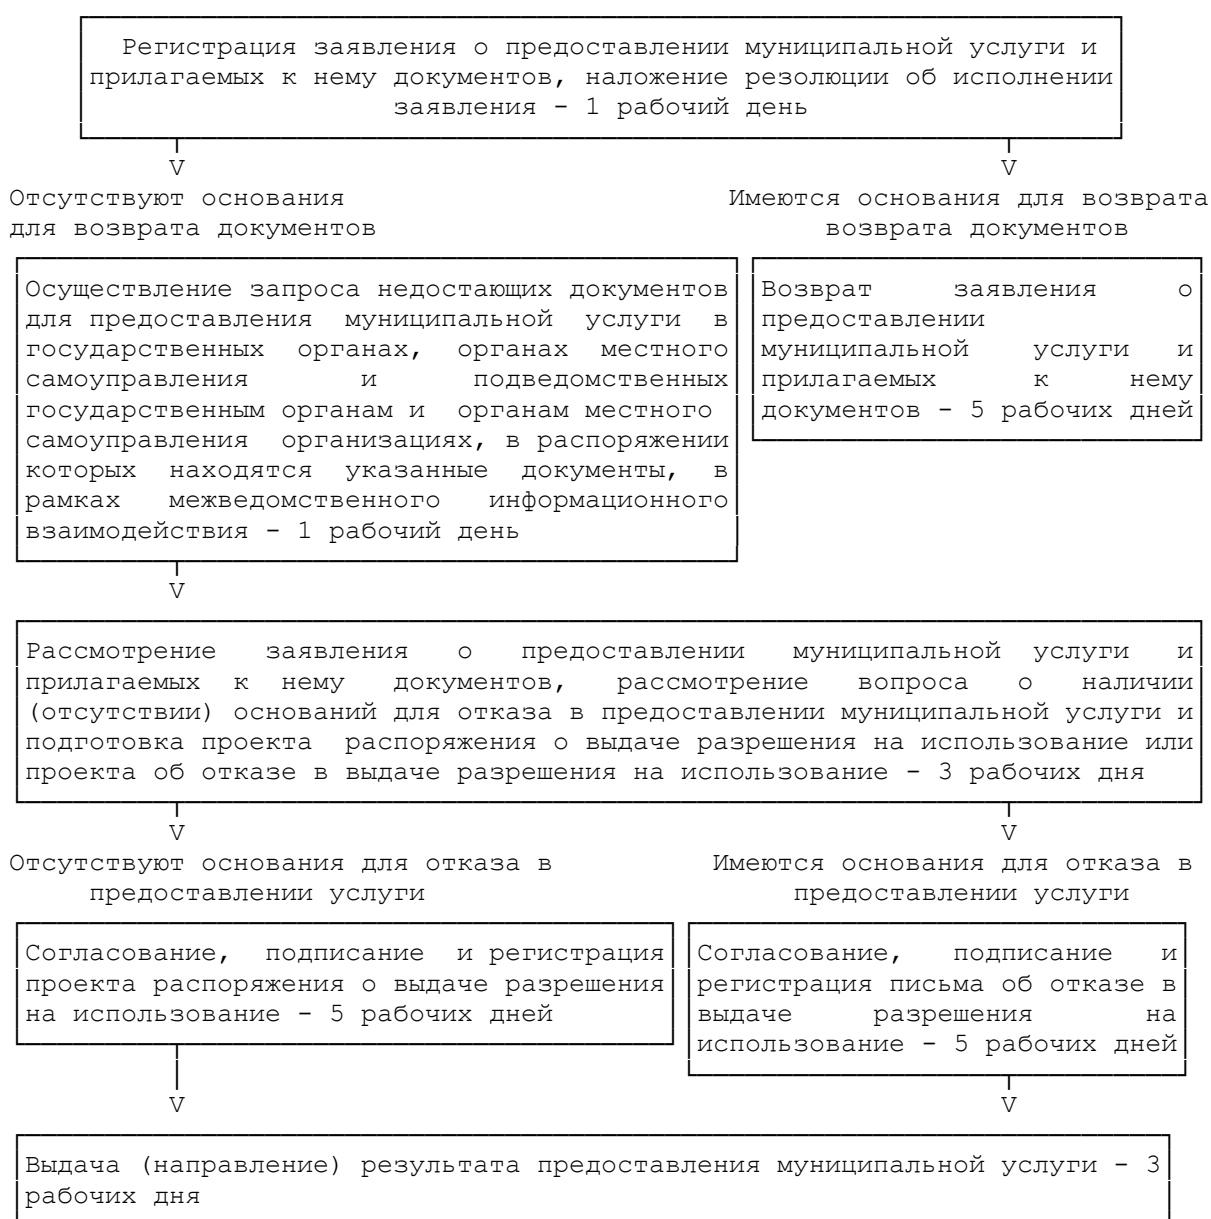 Регистрация заявления о предоставлении муниципальной услуги и
прилагаемых к нему документов, наложение резолюции об исполнении
заявления - 1 рабочий день
V
V
Отсутствуют основания
для возврата документов
Имеются основания для возврата
возврата документов
Осуществление запроса недостающих документов
для предоставления муниципальной услуги в
государственных органах, органах местного
самоуправления и подведомственных
государственным органам и органам местного
самоуправления организациях, в распоряжении
которых находятся указанные документы, в
рамках межведомственного информационного
взаимодействия - 1 рабочий день
Возврат заявления о
предоставлении
муниципальной услуги и
прилагаемых к нему
документов - 5 рабочих дней
V
Рассмотрение заявления о предоставлении муниципальной услуги и
прилагаемых к нему документов, рассмотрение вопроса о наличии
(отсутствии) оснований для отказа в предоставлении муниципальной услуги и
подготовка проекта распоряжения о выдаче разрешения на использование или
проекта об отказе в выдаче разрешения на использование - 3 рабочих дня
V
V
Отсутствуют основания для отказа в
предоставлении услуги
Имеются основания для отказа в
предоставлении услуги
Согласование, подписание и регистрация
проекта распоряжения о выдаче разрешения
на использование - 5 рабочих дней
Согласование, подписание и
регистрация письма об отказе в
выдаче разрешения на
использование - 5 рабочих дней
V
V
Выдача (направление) результата предоставления муниципальной услуги - 3
рабочих дня